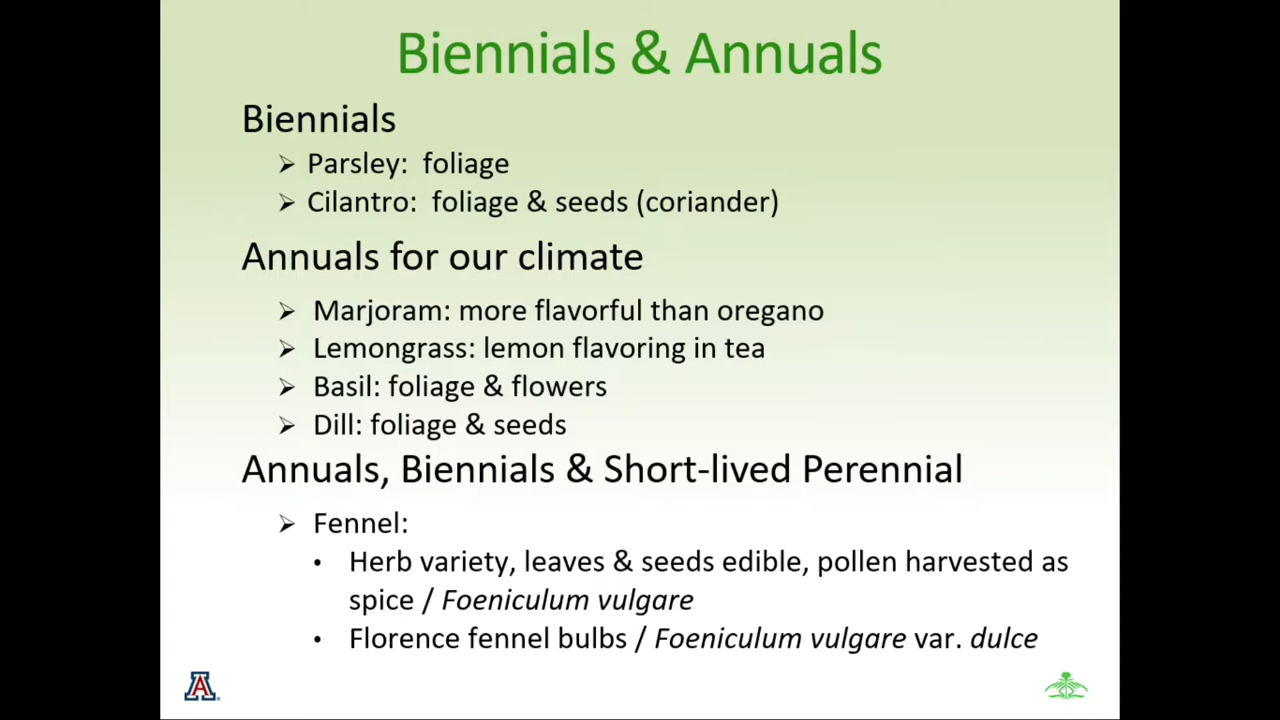 Biennials & Annuals
Biennials
➢ Parsley: foliage
➢ Cilantro: foliage & seeds (coriander)
Annuals for our climate
➢ Marjoram: more flavorful than oregano
➢ Lemongrass: lemon flavoring in tea
➢ Basil: foliage & flowers
➢ Dill: foliage & seeds
Annuals, Biennials & Short-lived Perennial
➢ Fennel:
• Herb variety, leaves & seeds edible, pollen harvested as
spice / Foeniculum vulgare
• Florence fennel bulbs / Foeniculum vulgare var. dulce
A